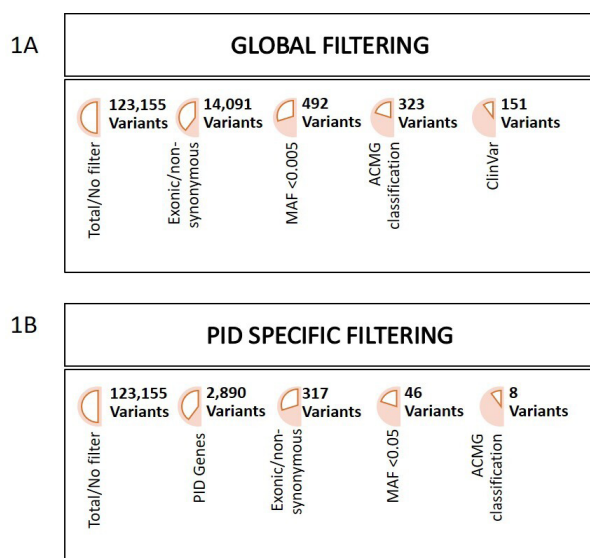 1A
GLOBAL FILTERING
123,155
Variants
14,091
Variants
492
Variants
323
Variants
151
Variants
Total/No filter
Exonic/non-
synonymous
MAF <0.005
ACMG
classification
ClinVar
1B
PID SPECIFIC FILTERING
123,155
Variants
2,890
Variants
317
Variants
46
Variants
8
Variants
Total/No filter
PID Genes
Exonic/non-
synonymous
MAF <0.05
ACMG
classification